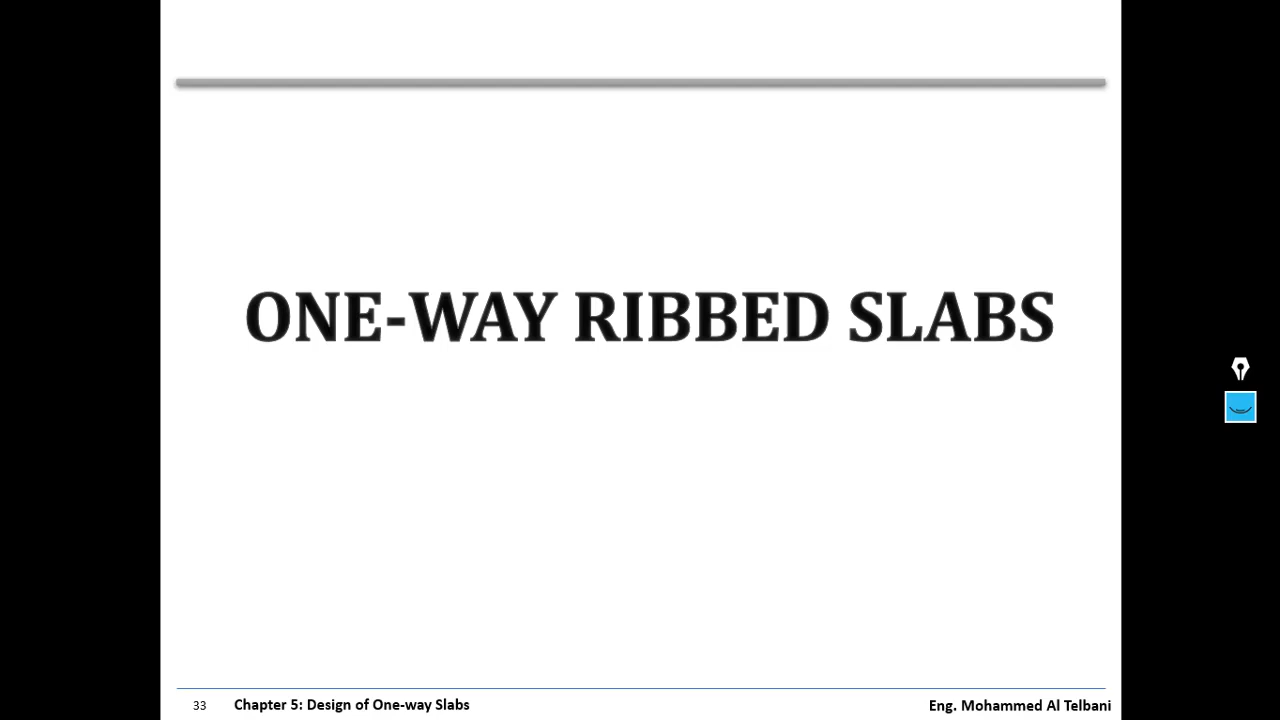 ONE-WAY RIBBED SLABS
33 Chapter 5: Design of One-way Slabs Eng. Mohammed Al Telbani